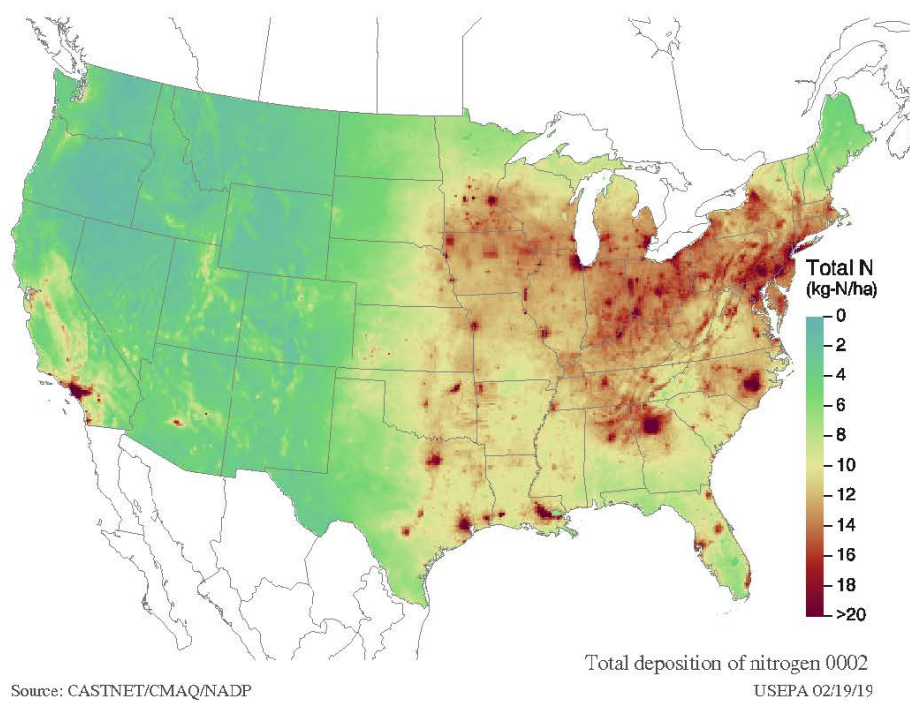 Total N
(kg-N/ha)
0
2
4
6
8
10
12
14
16
18
>20
Total deposition of nitrogen 0002
Source: CASTNET/CMAQ/NADP
USEPA 02/19/19